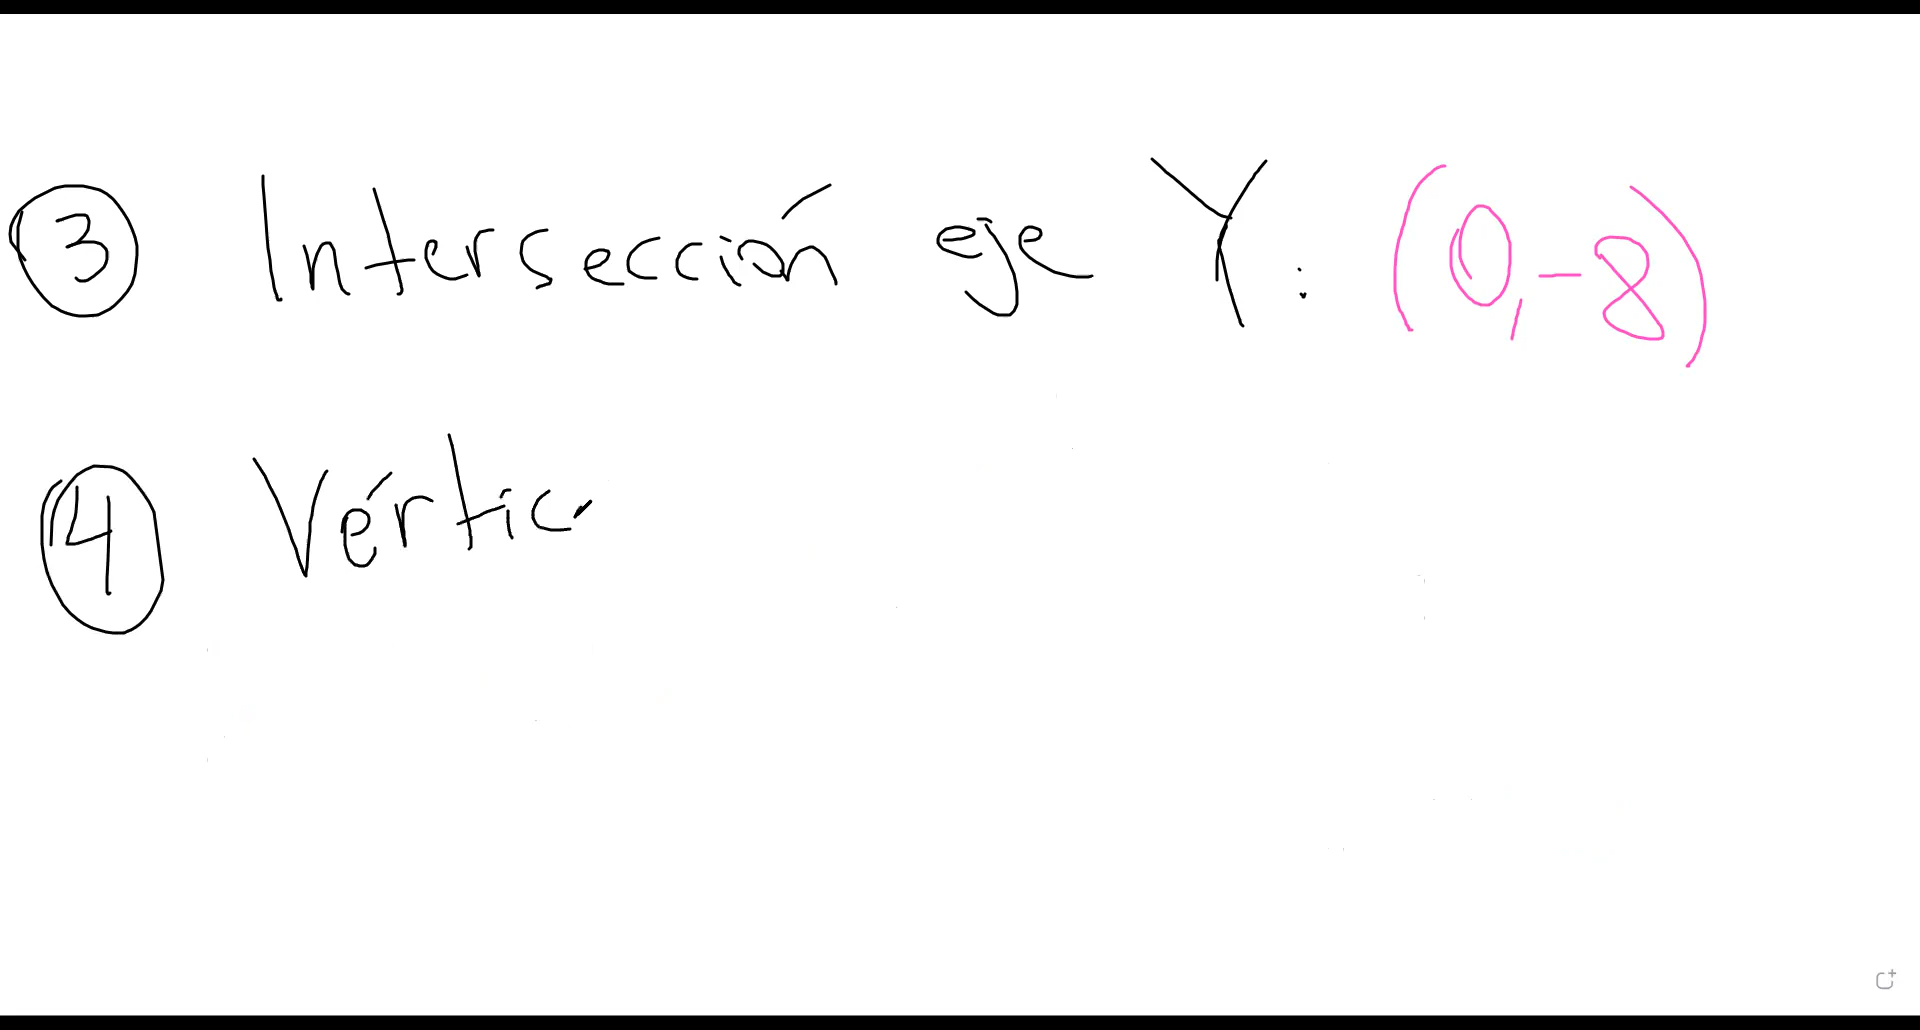 ③ Intersección eje Y: (0,-8)
④ Vértic